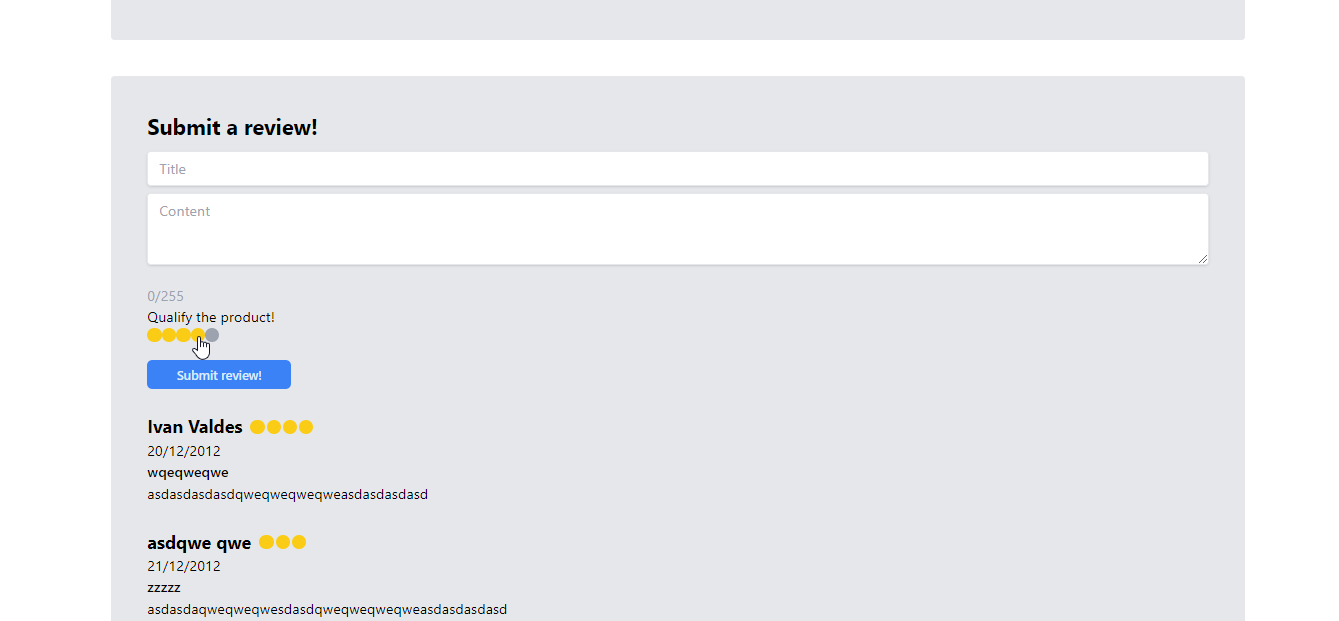 Submit a review!
Title
Content
0/255
Qualify the product!
Submit review!
Ivan Valdes
20/12/2012
wqeqweqwe
asdasdasdasdqweqweqweqweasdasdasdasd
asdqwe qwe
21/12/2012
zzzzz
asdasdaqweqweqwesdasdqweqweqweqweasdasdasdasd